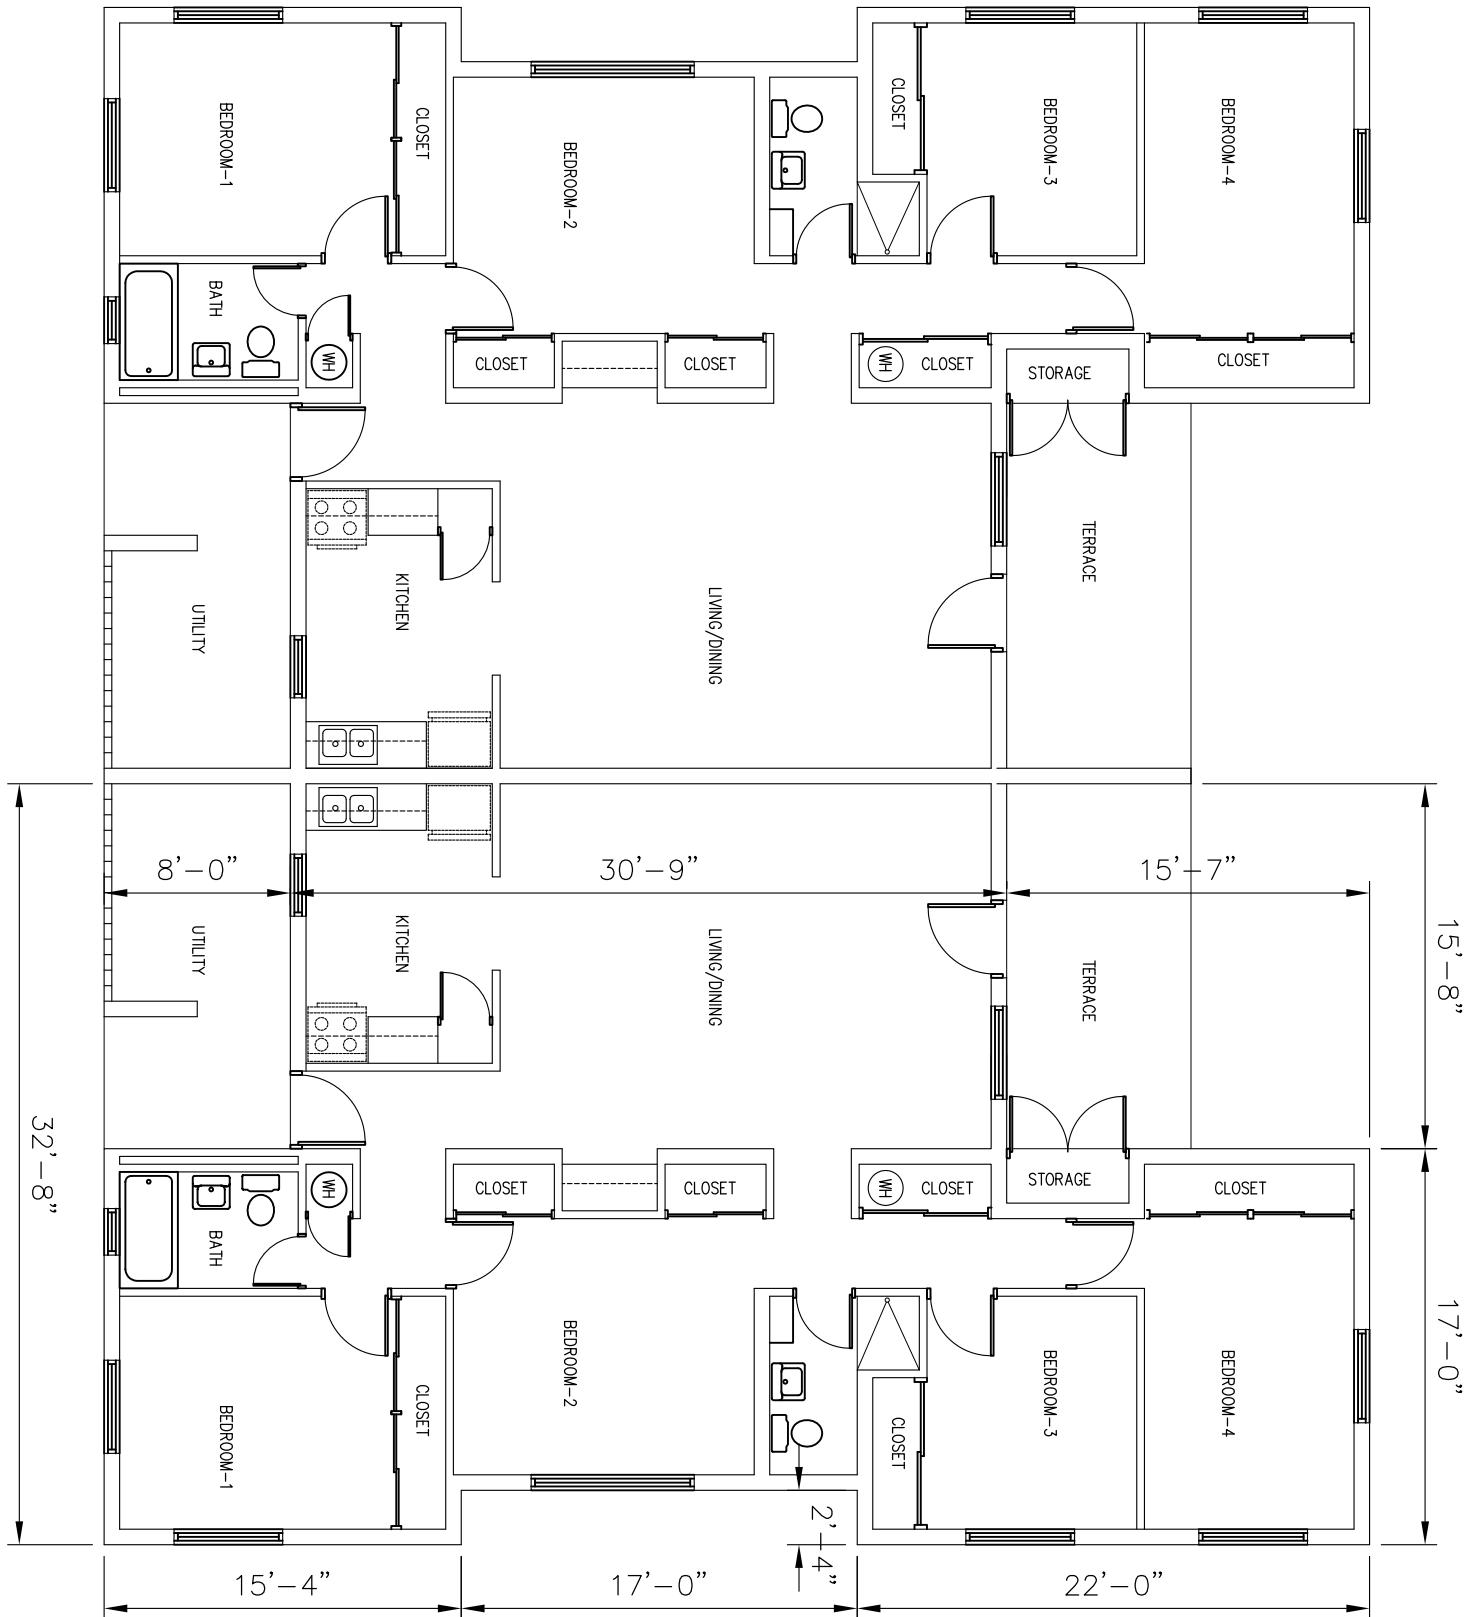 BEDROOM-1
CLOSET
BEDROOM-2
CLOSET
BEDROOM-3
BEDROOM-4
BATH
WH
CLOSET
CLOSET
WH
CLOSET
STORAGE
CLOSET
UTILITY
KITCHEN
LIVING/DINING
TERRACE
8'-0"
30'-9"
15'-7"
15'-8"
UTILITY
KITCHEN
LIVING/DINING
TERRACE
32'-8"
WH
CLOSET
CLOSET
WH
CLOSET
STORAGE
CLOSET
BATH
17'-0"
BEDROOM-1
CLOSET
BEDROOM-2
CLOSET
BEDROOM-3
BEDROOM-4
2'-4"
15'-4"
17'-0"
22'-0"